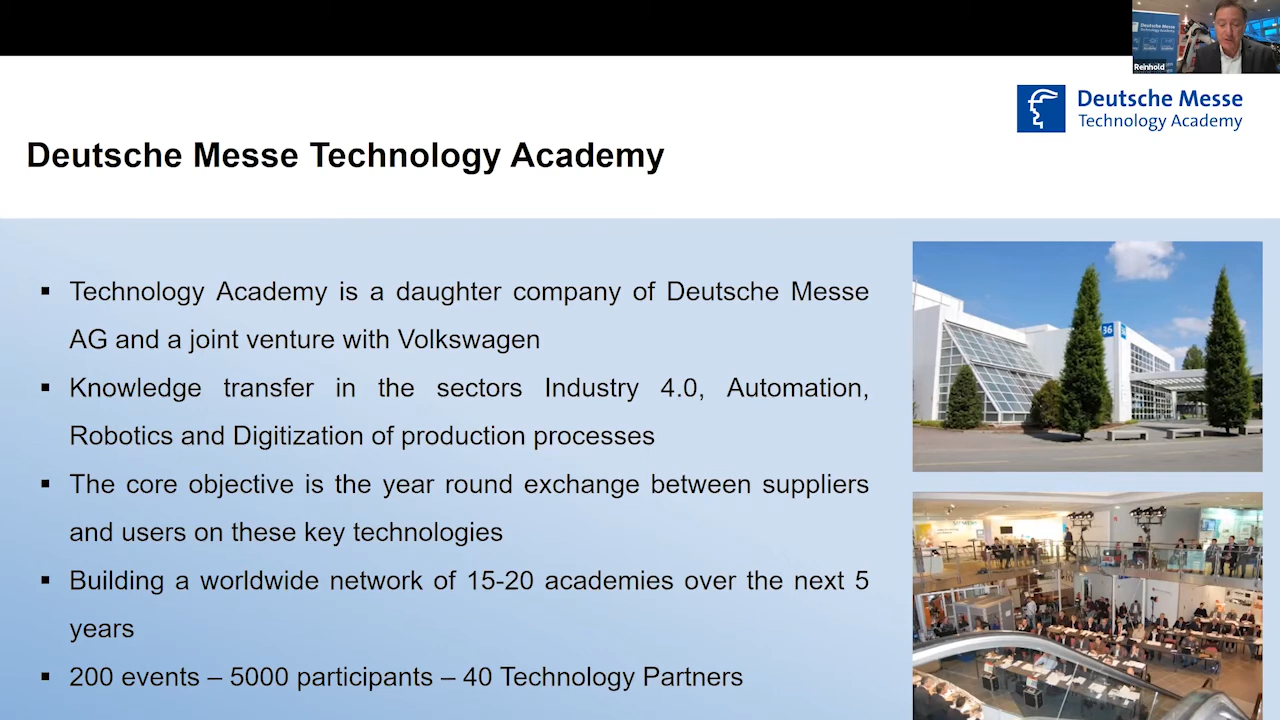 Deutsche Messe
Technology Academy
Reinhold
Deutsche Messe
Technology Academy
Deutsche Messe Technology Academy
▪ Technology Academy is a daughter company of Deutsche Messe
AG and a joint venture with Volkswagen
▪ Knowledge transfer in the sectors Industry 4.0, Automation,
Robotics and Digitization of production processes
▪ The core objective is the year round exchange between suppliers
and users on these key technologies
▪ Building a worldwide network of 15-20 academies over the next 5
years
▪ 200 events – 5000 participants – 40 Technology Partners
36